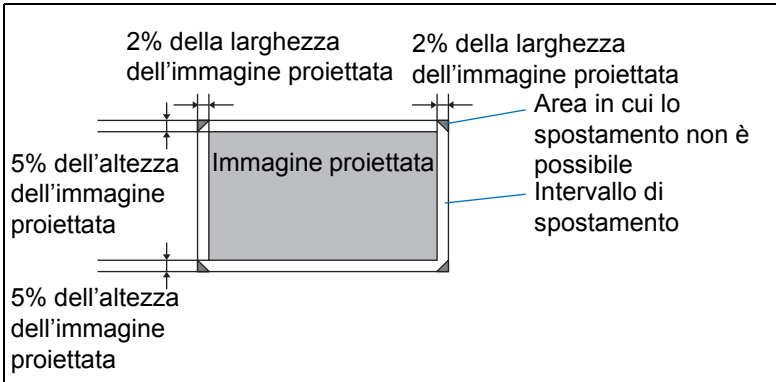 2% della larghezza
dell’immagine proiettata
2% della larghezza
dell’immagine proiettata
Area in cui lo
spostamento non è
possibile
Intervallo di
spostamento
5% dell’altezza
dell’immagine
proiettata
Immagine proiettata
5% dell’altezza
dell’immagine
proiettata